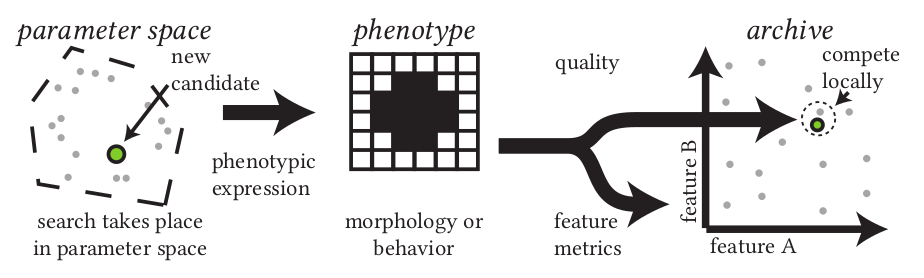 parameter space
new
candidate
search takes place
in parameter space
phenotypic
expression
phenotype
morphology or
behavior
quality
feature
metrics
archive
compete
locally
feature B
feature A